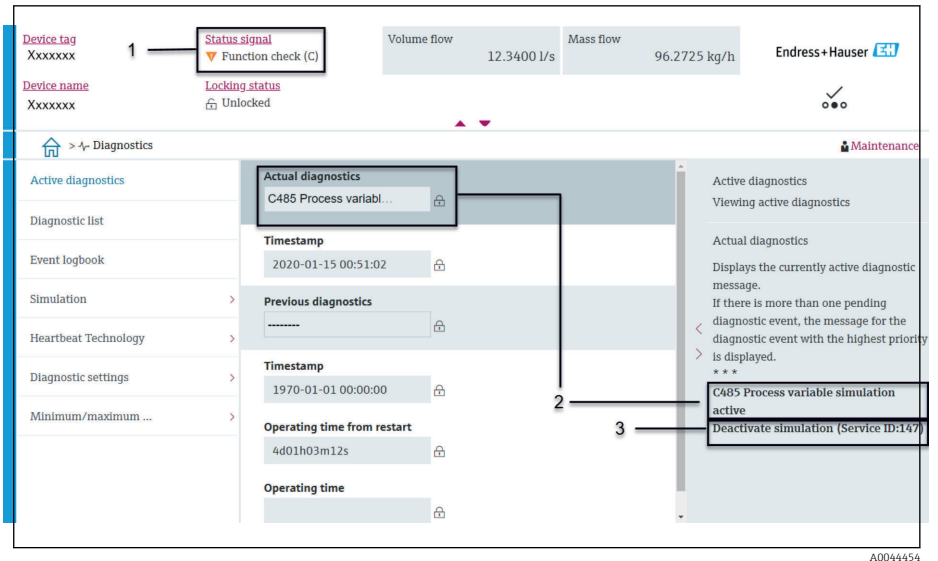 Device tag
Xxxxxxx
1
Status signal
Function check (C)
Volume flow
12.3400 l/s
Mass flow
96.2725 kg/h
Endress+Hauser EH
Device name
Xxxxxxx
Locking status
Unlocked
> Diagnostics
Maintenance
Active diagnostics
Diagnostic list
Event logbook
Simulation
Heartbeat Technology
Diagnostic settings
Minimum/maximum ...
Actual diagnostics
C485 Process variabl...
Timestamp
2020-01-15 00:51:02
Previous diagnostics
--------
Timestamp
1970-01-01 00:00:00
Operating time from restart
4d01h03m12s
Operating time
2
3
Active diagnostics
Viewing active diagnostics
Actual diagnostics
Displays the currently active diagnostic
message.
If there is more than one pending
diagnostic event, the message for the
diagnostic event with the highest priority
is displayed.
* * *
C485 Process variable simulation
active
Deactivate simulation (Service ID:147)
A0044454